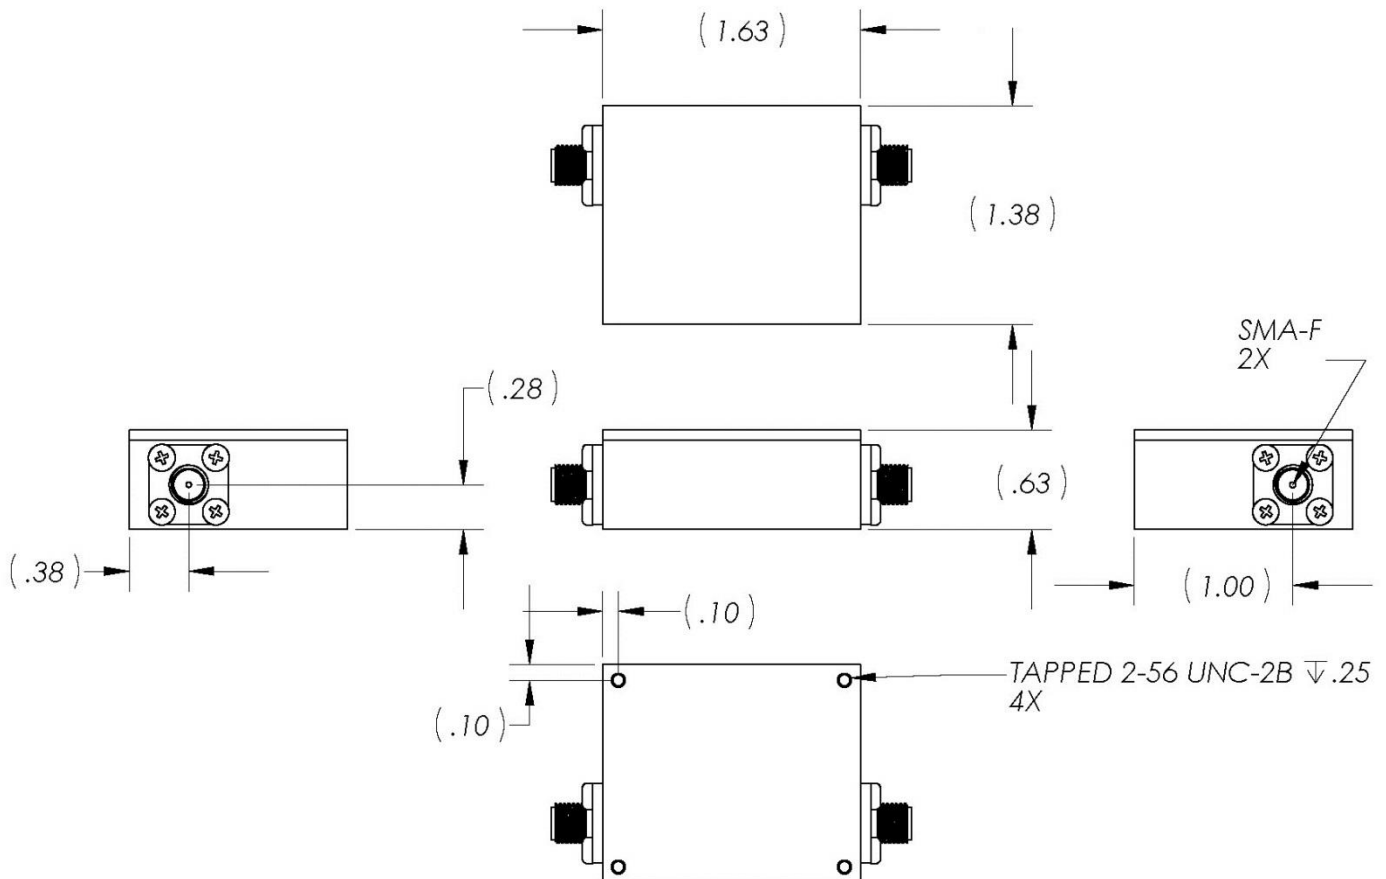 ( 1.63 )
( 1.38 )
SMA-F
2X
( .28 )
( .63 )
( .38 )
( 1.00 )
( .10 )
TAPPED 2-56 UNC-2B ↧ .25
4X
( .10 )